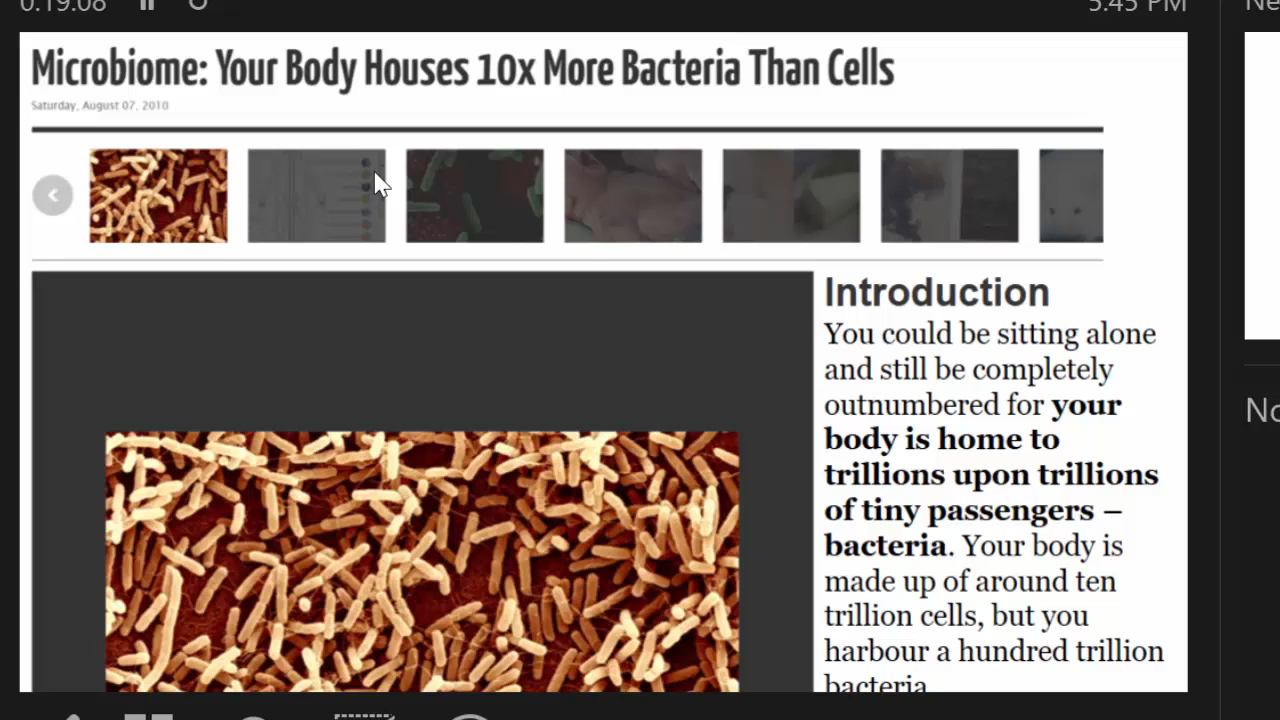 0:19:08
5:45 PM
Microbiome: Your Body Houses 10x More Bacteria Than Cells
Saturday, August 07, 2010
Introduction
You could be sitting alone
and still be completely
outnumbered for your
body is home to
trillions upon trillions
of tiny passengers –
bacteria. Your body is
made up of around ten
trillion cells, but you
harbour a hundred trillion
bacteria